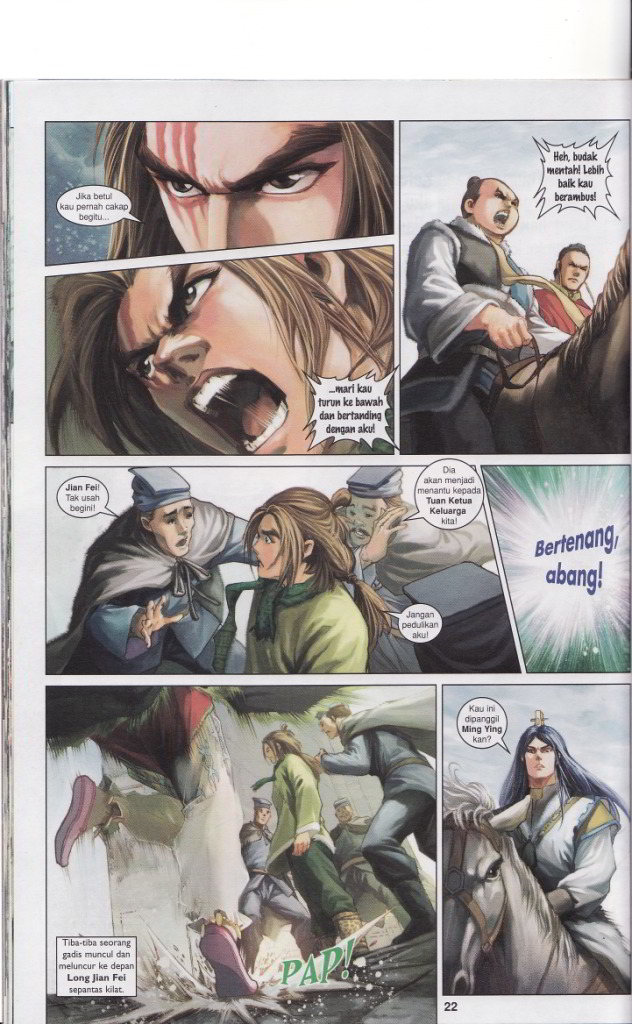 Jika betul
kau pernah cakap
begitu...
...mari kau
turun ke bawah
dan bertanding
dengan aku!
Heh, budak
mentah! Lebih
baik kau
berambus!
Jian Fei!
Tak usah
begini!
Dia
akan menjadi
menantu kepada
Tuan Ketua
Keluarga
kita!
Jangan
pedulikan
aku!
Bertenang,
abang!
Tiba-tiba seorang
gadis muncul dan
meluncur ke depan
Long Jian Fei
sepantas kilat.
PAP!
Kau ini
dipanggil
Ming Ying
kan?
22